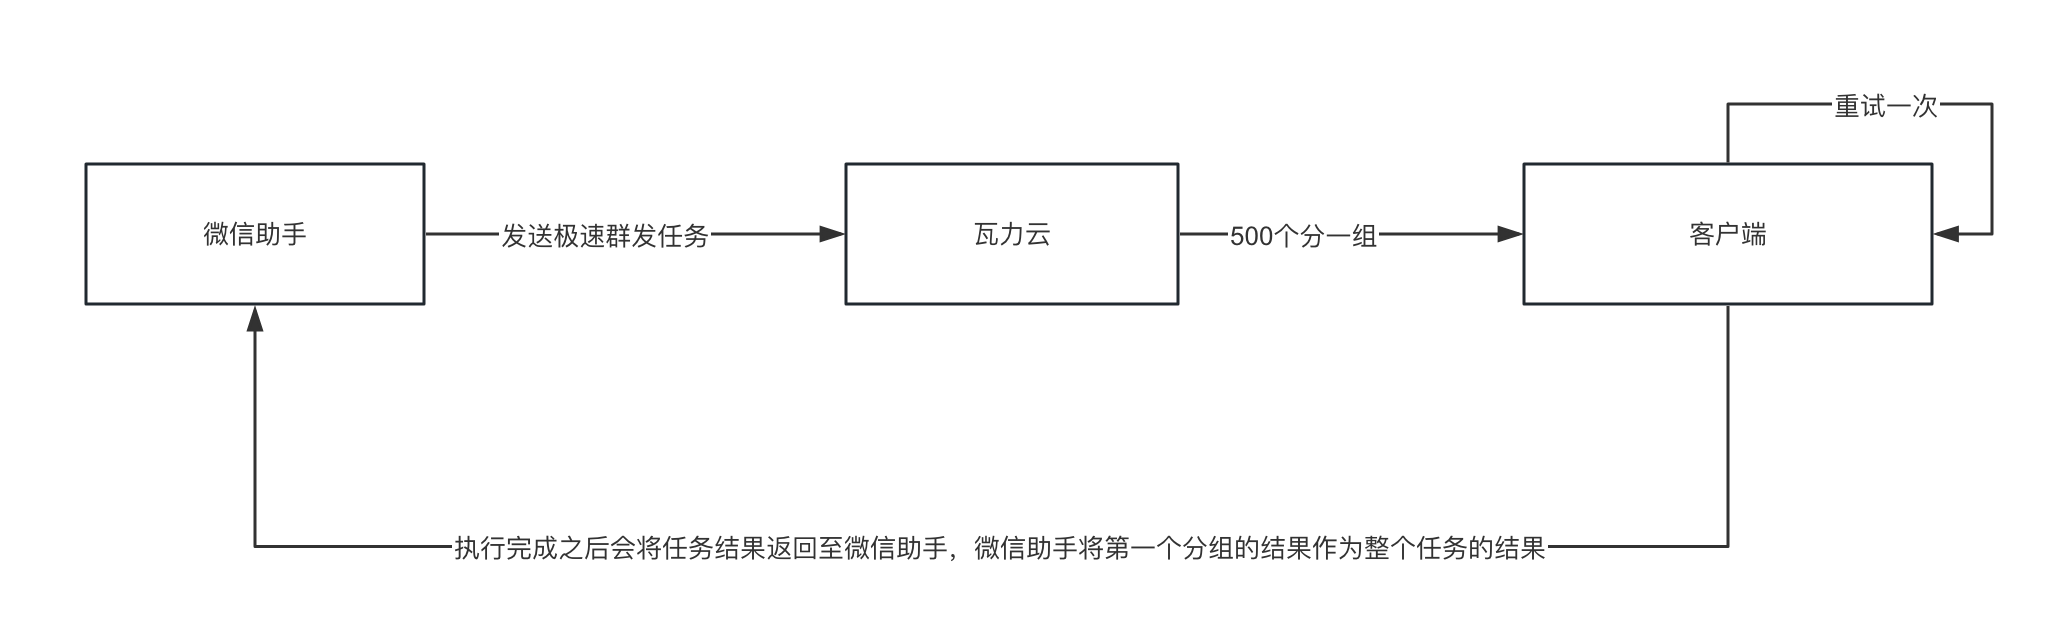 重试一次
微信助手
发送极速群发任务
瓦力云
500个分一组
客户端
执行完成之后会将任务结果返回至微信助手，微信助手将第一个分组的结果作为整个任务的结果